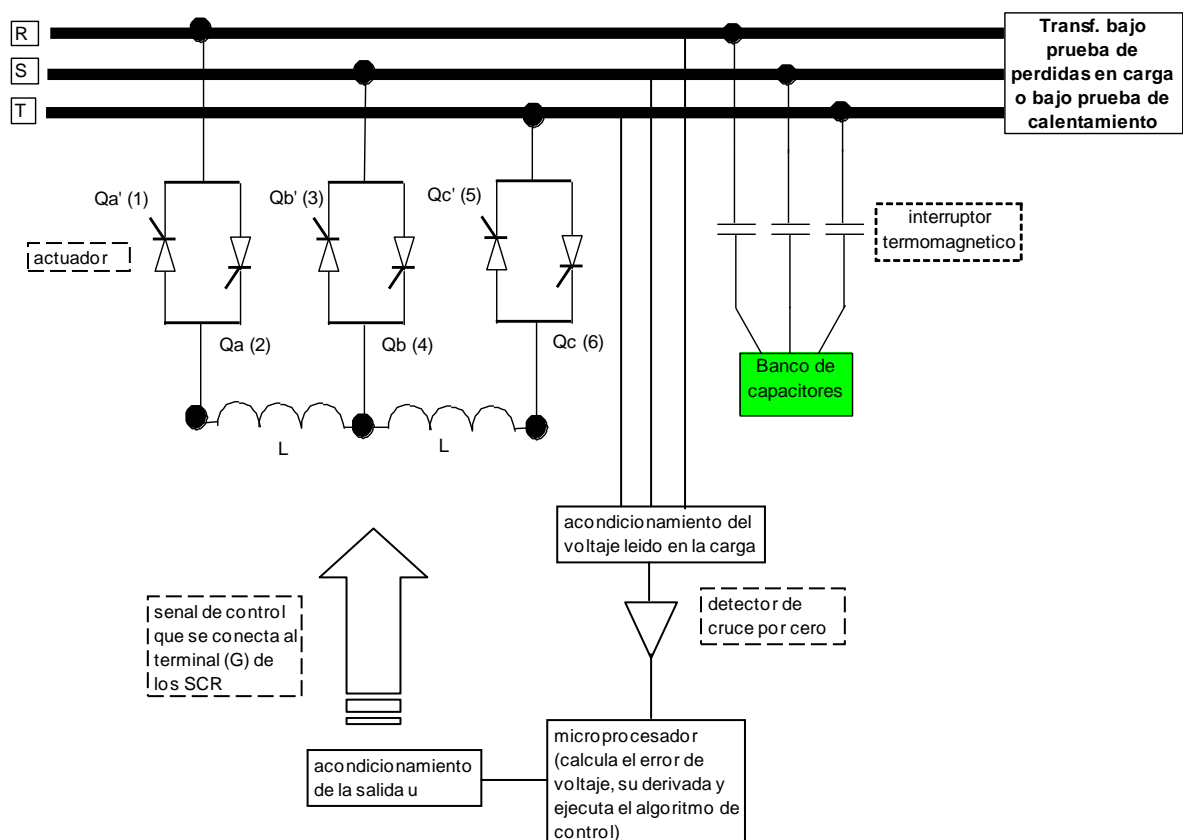 R
S
T
Transf. bajo
prueba de
perdidas en carga
o bajo prueba de
calentamiento
Qa' (1)
Qb' (3)
Qc' (5)
interruptor
termomagnetico
actuador
Qa (2)
Qb (4)
Qc (6)
Banco de
capacitores
L
L
acondicionamiento del
voltaje leido en la carga
senal de control
que se conecta al
terminal (G) de
los SCR
detector de
cruce por cero
acondicionamiento
de la salida u
microprocesador
(calcula el error de
voltaje, su derivada y
ejecuta el algoritmo de
control)